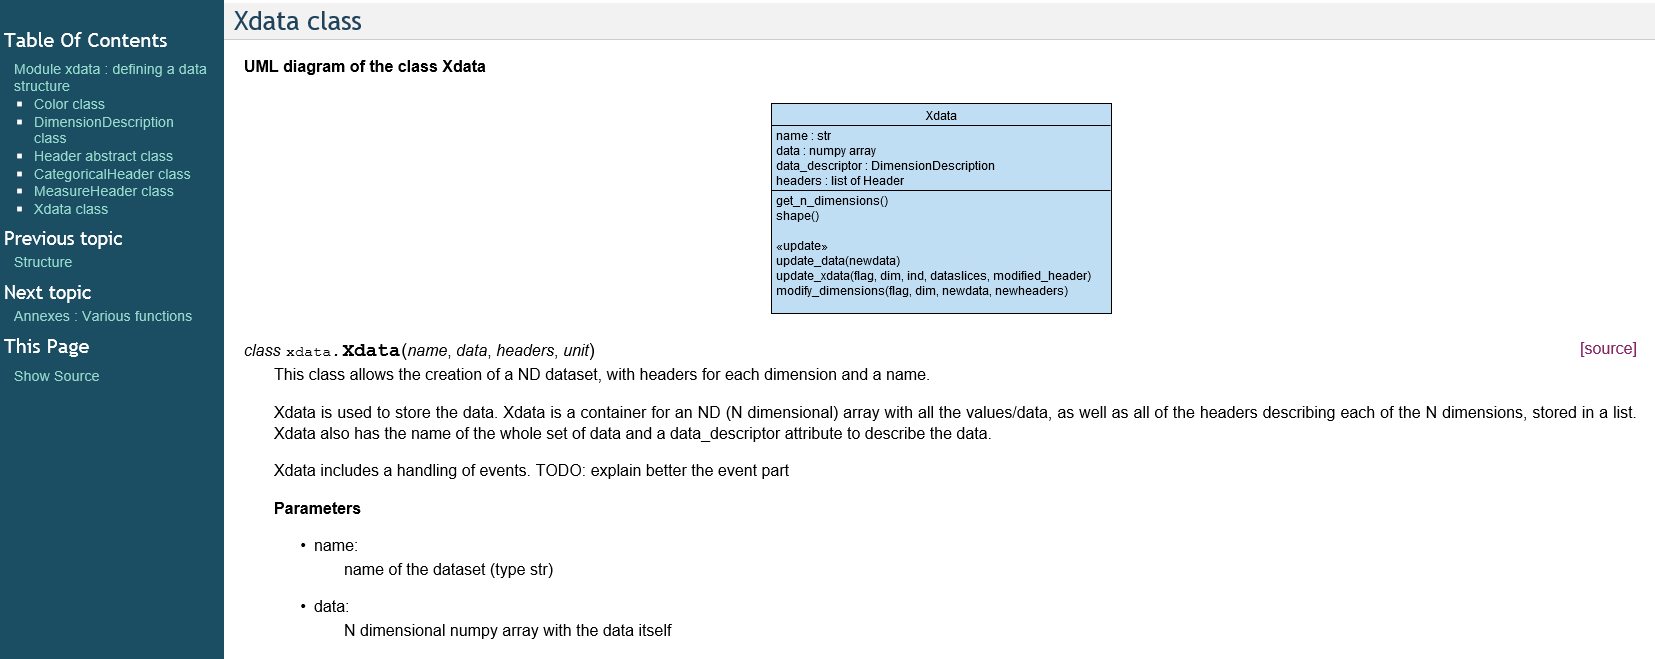 Table Of Contents
Module xdata : defining a data
structure
Color class
DimensionDescription
class
Header abstract class
CategoricalHeader class
MeasureHeader class
Xdata class
Previous topic
Structure
Next topic
Annexes : Various functions
This Page
Show Source
Xdata class
UML diagram of the class Xdata
Xdata
name : str
data : numpy array
data_descriptor : DimensionDescription
headers : list of Header
get_n_dimensions()
shape()
«update»
update_data(newdata)
update_xdata(flag, dim, ind, dataslices, modified_header)
modify_dimensions(flag, dim, newdata, newheaders)
class xdata.Xdata(name, data, headers, unit) [source]
This class allows the creation of a ND dataset, with headers for each dimension and a name.
Xdata is used to store the data. Xdata is a container for an ND (N dimensional) array with all the values/data, as well as all of the headers describing each of the N dimensions, stored in a list.
Xdata also has the name of the whole set of data and a data_descriptor attribute to describe the data.
Xdata includes a handling of events. TODO: explain better the event part
Parameters
• name:
name of the dataset (type str)
• data:
N dimensional numpy array with the data itself